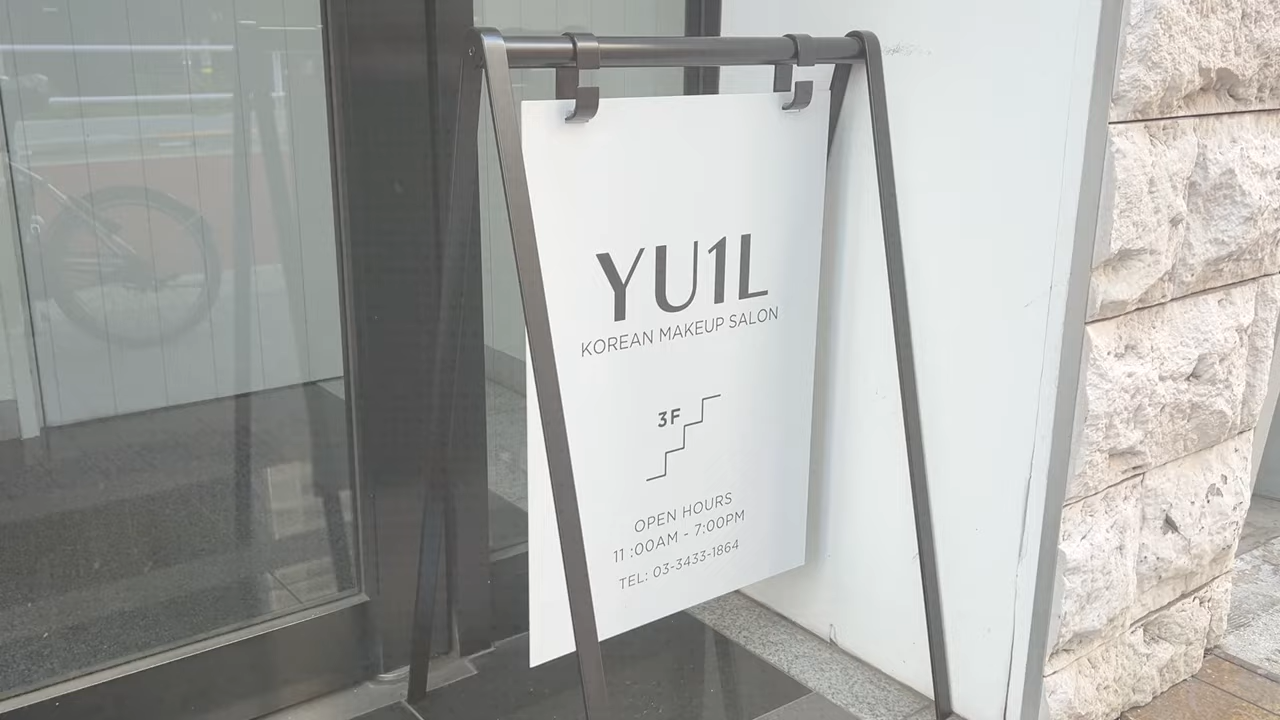 YU1L
KOREAN MAKEUP SALON
3F
OPEN HOURS
11 :00AM - 7:00PM
TEL: 03-3433-1864